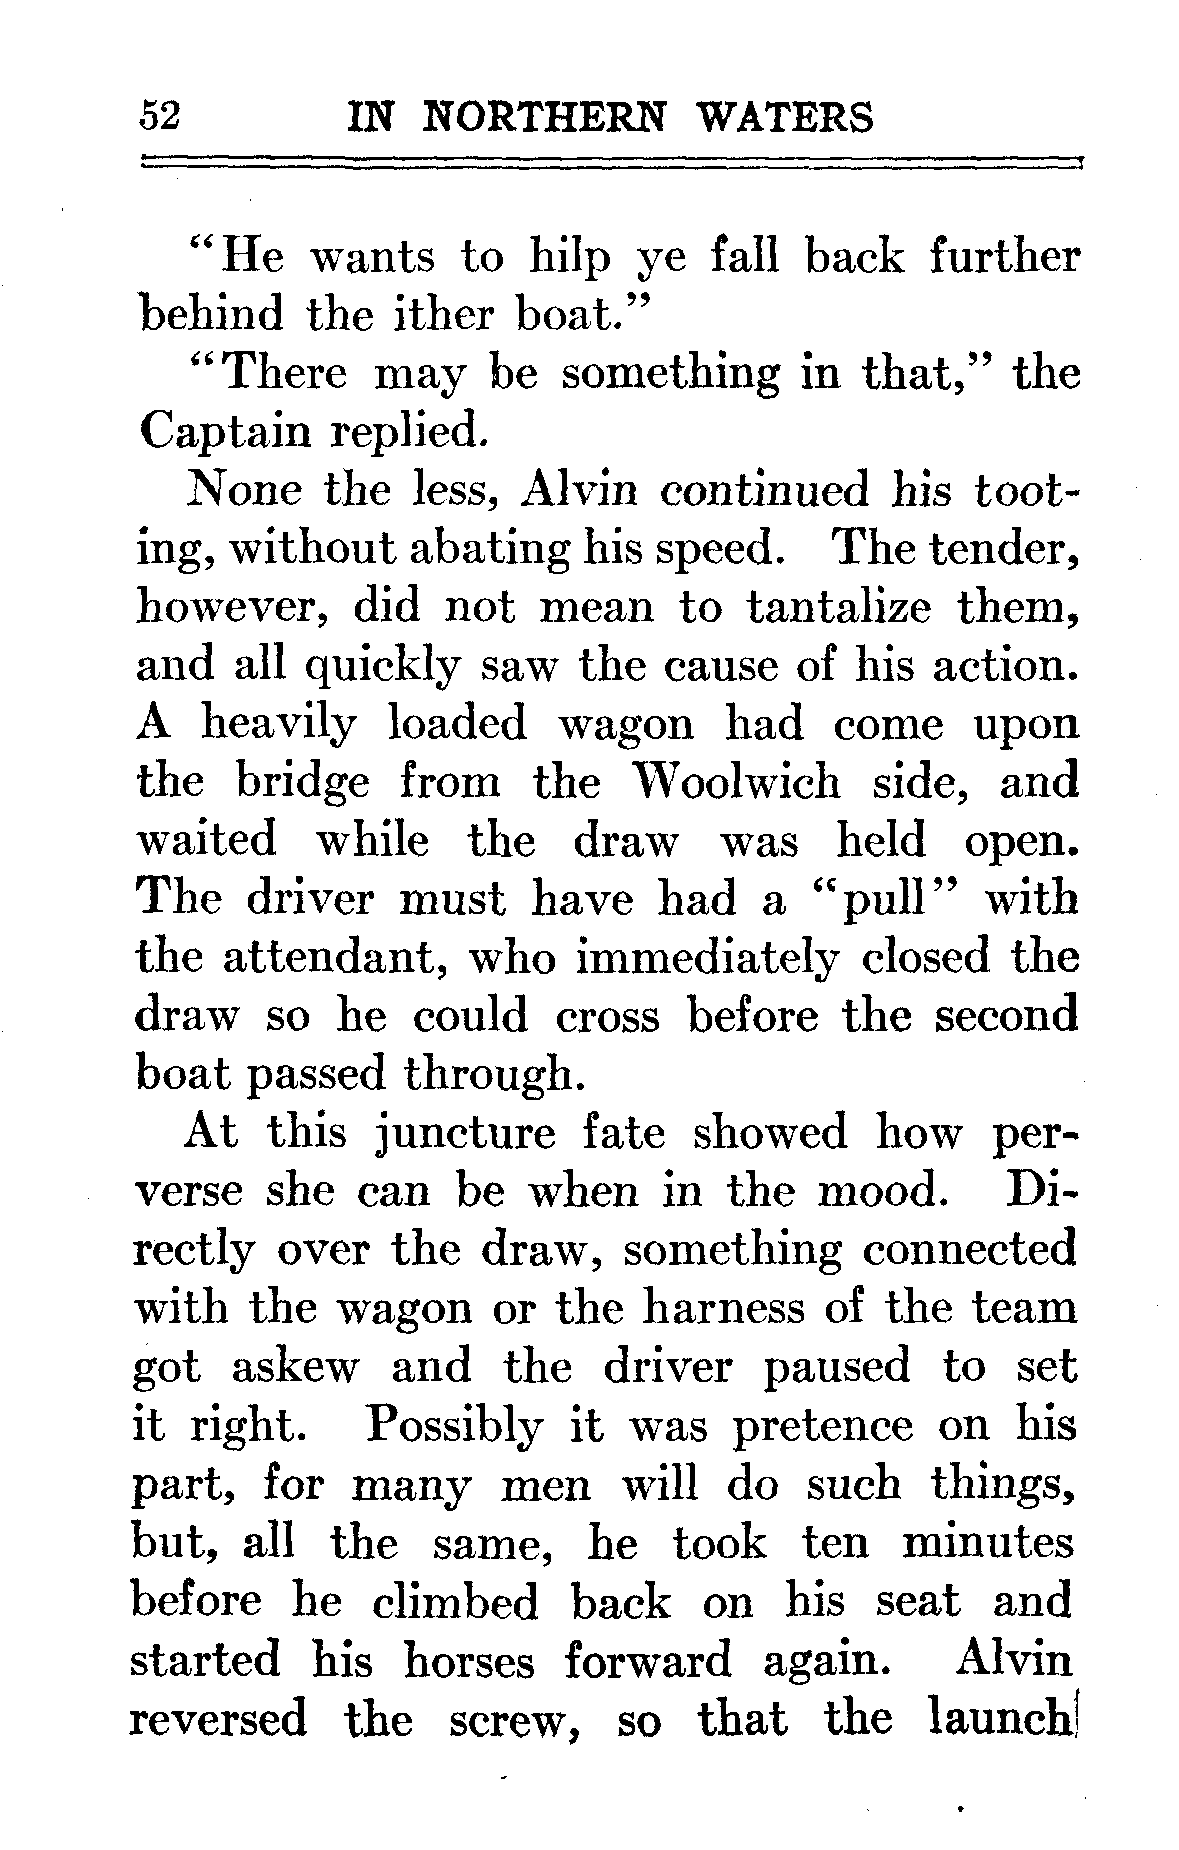 52 IN NORTHERN WATERS
“He wants to hilp ye fall back further
behind the ither boat.”
“There may be something in that,” the
Captain replied.
None the less, Alvin continued his toot-
ing, without abating his speed. The tender,
however, did not mean to tantalize them,
and all quickly saw the cause of his action.
A heavily loaded wagon had come upon
the bridge from the Woolwich side, and
waited while the draw was held open.
The driver must have had a “pull” with
the attendant, who immediately closed the
draw so he could cross before the second
boat passed through.
At this juncture fate showed how per-
verse she can be when in the mood. Di-
rectly over the draw, something connected
with the wagon or the harness of the team
got askew and the driver paused to set
it right. Possibly it was pretence on his
part, for many men will do such things,
but, all the same, he took ten minutes
before he climbed back on his seat and
started his horses forward again. Alvin
reversed the screw, so that the launch